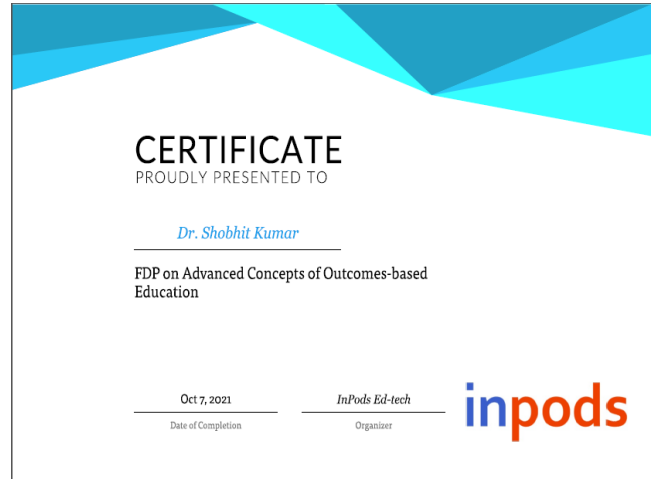 CERTIFICATE
PROUDLY PRESENTED TO
Dr. Shobhit Kumar
FDP on Advanced Concepts of Outcomes-based
Education
Oct 7, 2021
InPods Ed-tech
Date of Completion
Organizer
inpods